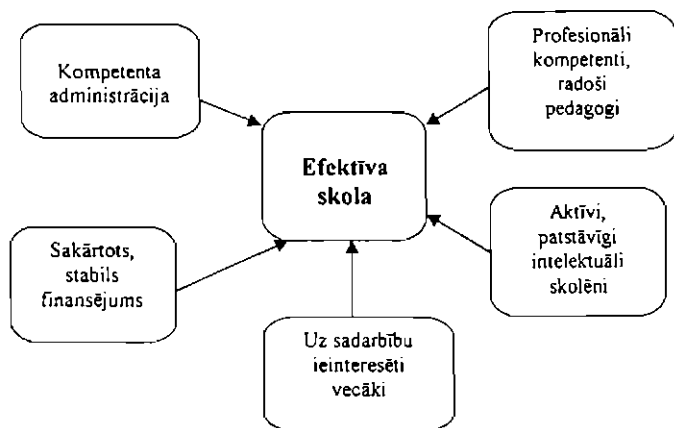 Kompetenta
administrācija
Profesionāli
kompetenti,
radoši
pedagogi
Efektīva
skola
Sakārtots,
stabils
finansējums
Aktīvi,
patstāvīgi
intelektuāli
skolēni
Uz sadarbību
ieinteresēti
vecāki